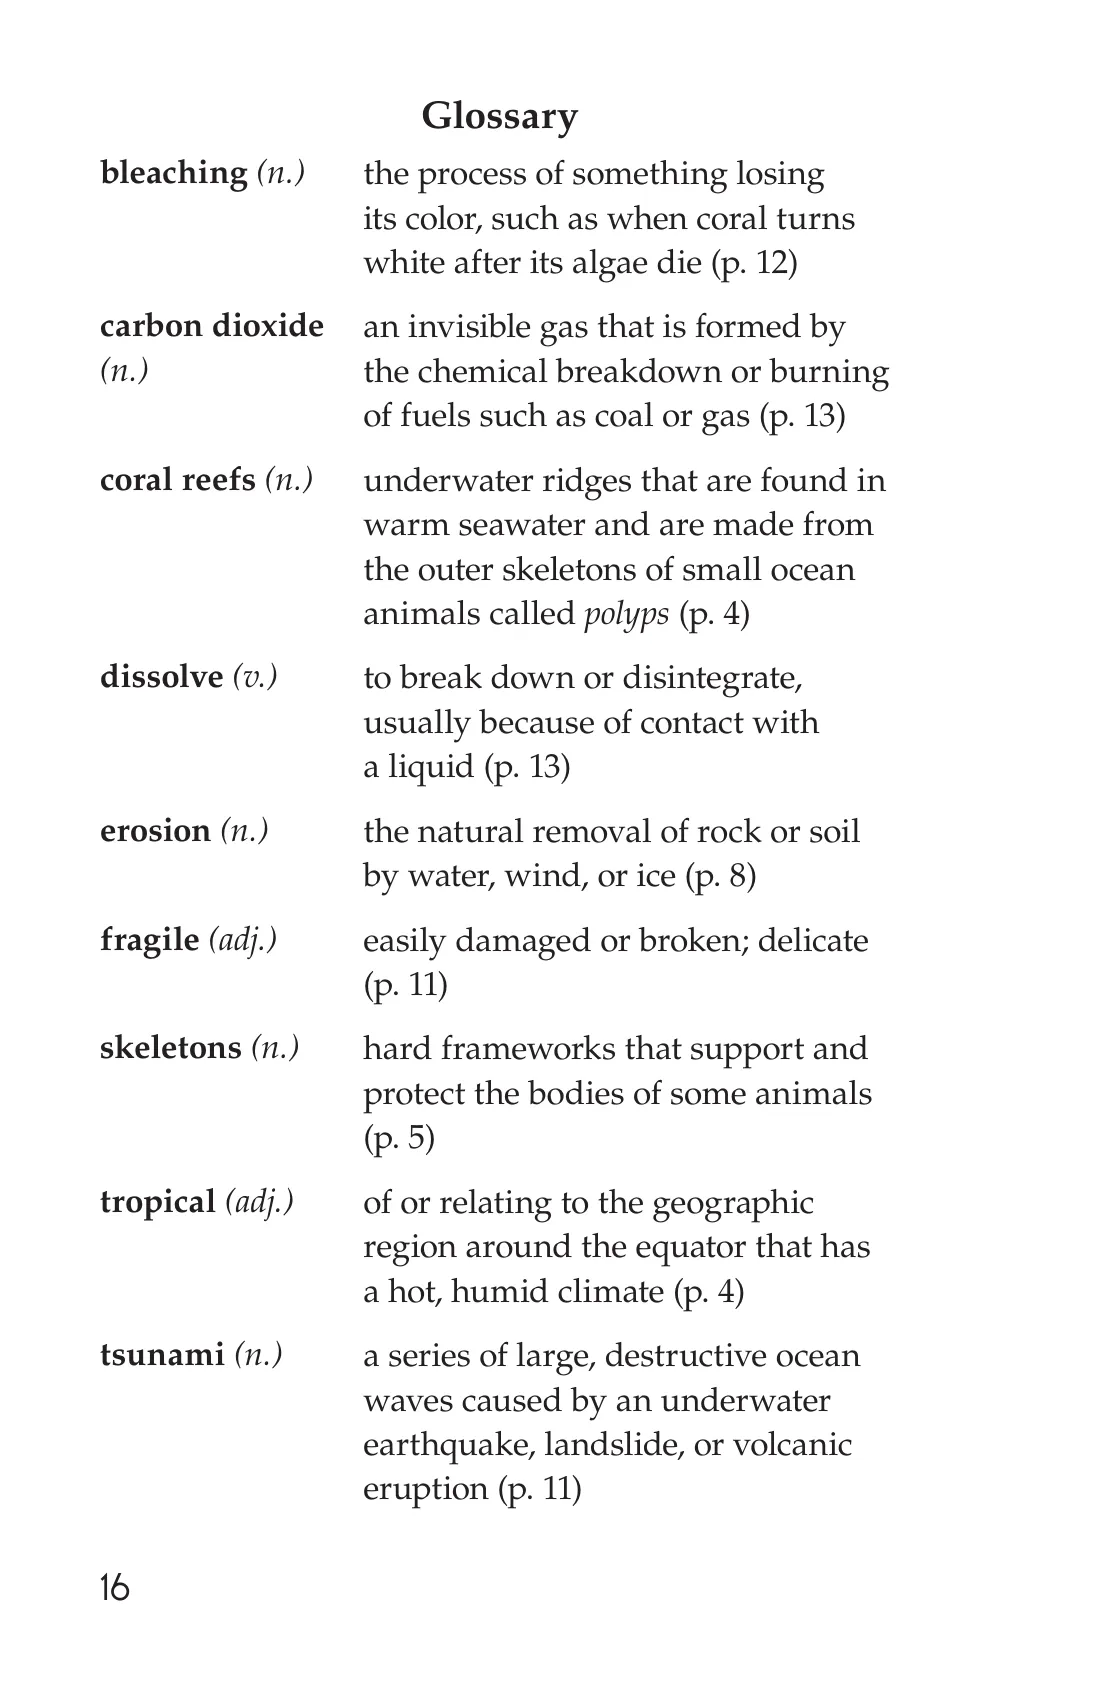 Glossary
bleaching (n.) the process of something losing
its color, such as when coral turns
white after its algae die (p. 12)
carbon dioxide an invisible gas that is formed by
(n.) the chemical breakdown or burning
of fuels such as coal or gas (p. 13)
coral reefs (n.) underwater ridges that are found in
warm seawater and are made from
the outer skeletons of small ocean
animals called polyps (p. 4)
dissolve (v.) to break down or disintegrate,
usually because of contact with
a liquid (p. 13)
erosion (n.) the natural removal of rock or soil
by water, wind, or ice (p. 8)
fragile (adj.) easily damaged or broken; delicate
(p. 11)
skeletons (n.) hard frameworks that support and
protect the bodies of some animals
(p. 5)
tropical (adj.) of or relating to the geographic
region around the equator that has
a hot, humid climate (p. 4)
tsunami (n.) a series of large, destructive ocean
waves caused by an underwater
earthquake, landslide, or volcanic
eruption (p. 11)
16